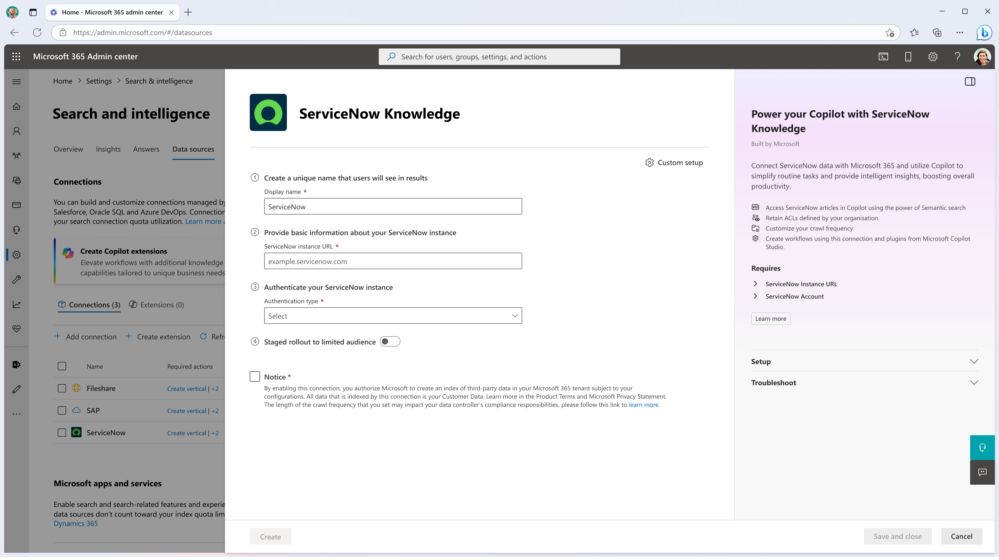 Home - Microsoft 365 admin center
https://admin.microsoft.com/#/datasources
Microsoft 365 Admin center
Search for users, groups, settings, and actions
Home > Settings > Search & intelligence
Search and intelligence
Overview Insights Answers Data sources
Connections
You can build and customize connections managed by
Salesforce, Oracle SQL and Azure DevOps. Connection
your search connection quota utilization. Learn more a
Create Copilot extensions
Elevate workflows with additional knowledge
capabilities tailored to unique business needs
Connections (3) Extensions (0)
+ Add connection + Create extension Refr
Name Required actions
Fileshare Create vertical | +2
SAP Create vertical | +2
ServiceNow Create vertical | +2
Microsoft apps and services
Enable search and search-related features and experie
data sources don't count toward your index quota lim
Dynamics 365
ServiceNow Knowledge
Custom setup
1 Create a unique name that users will see in results
Display name *
ServiceNow
2 Provide basic information about your ServiceNow instance
ServiceNow instance URL *
example.servicenow.com
3 Authenticate your ServiceNow instance
Authentication type *
Select
4 Staged rollout to limited audience
Notice *
By enabling this connection, you authorize Microsoft to create an index of third-party data in your Microsoft 365 tenant subject to your
configurations. All data that is indexed by this connection is your Customer Data. Learn more in the Product Terms and Microsoft Privacy Statement.
The length of the crawl frequency that you set may impact your data controller's compliance responsibilities, please follow this link to learn more.
Create
Power your Copilot with ServiceNow
Knowledge
Built by Microsoft
Connect ServiceNow data with Microsoft 365 and utilize Copilot to
simplify routine tasks and provide intelligent insights, boosting overall
productivity.
Access ServiceNow articles in Copilot using the power of Semantic search
Retain ACLs defined by your organisation
Customize your crawl frequency
Create workflows using this connection and plugins from Microsoft Copilot
Studio.
Requires
ServiceNow Instance URL
ServiceNow Account
Learn more
Setup
Troubleshoot
Save and close Cancel